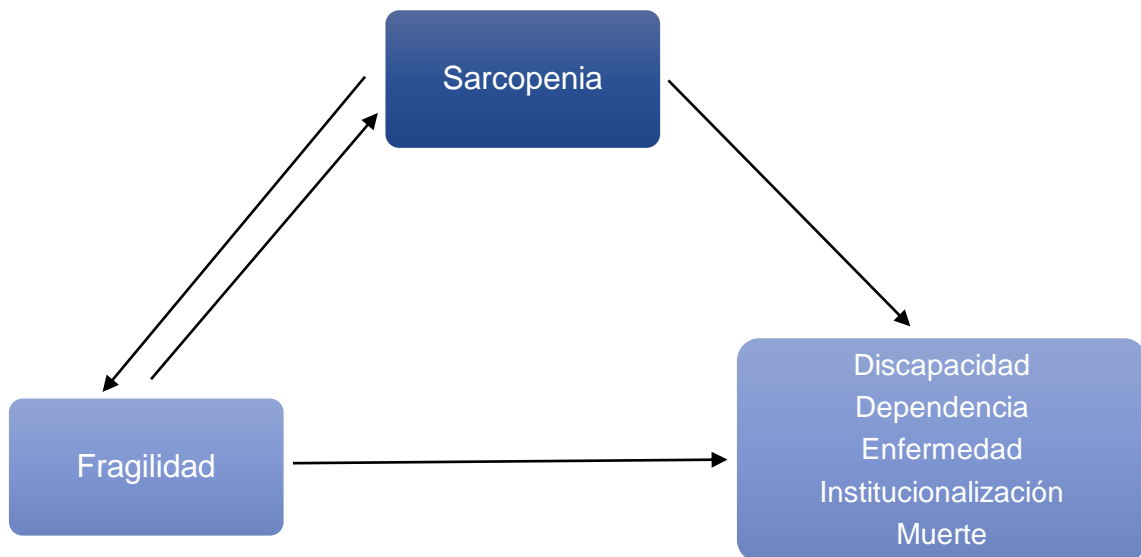 Sarcopenia
Fragilidad
Discapacidad
Dependencia
Enfermedad
Institucionalización
Muerte